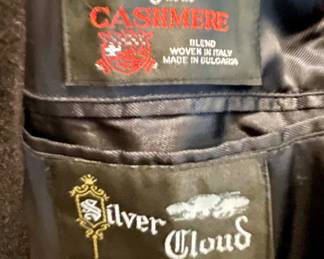 CASHMERE
BLEND
WOVEN IN ITALY
MADE IN BULGARIA
Silver
Cloud